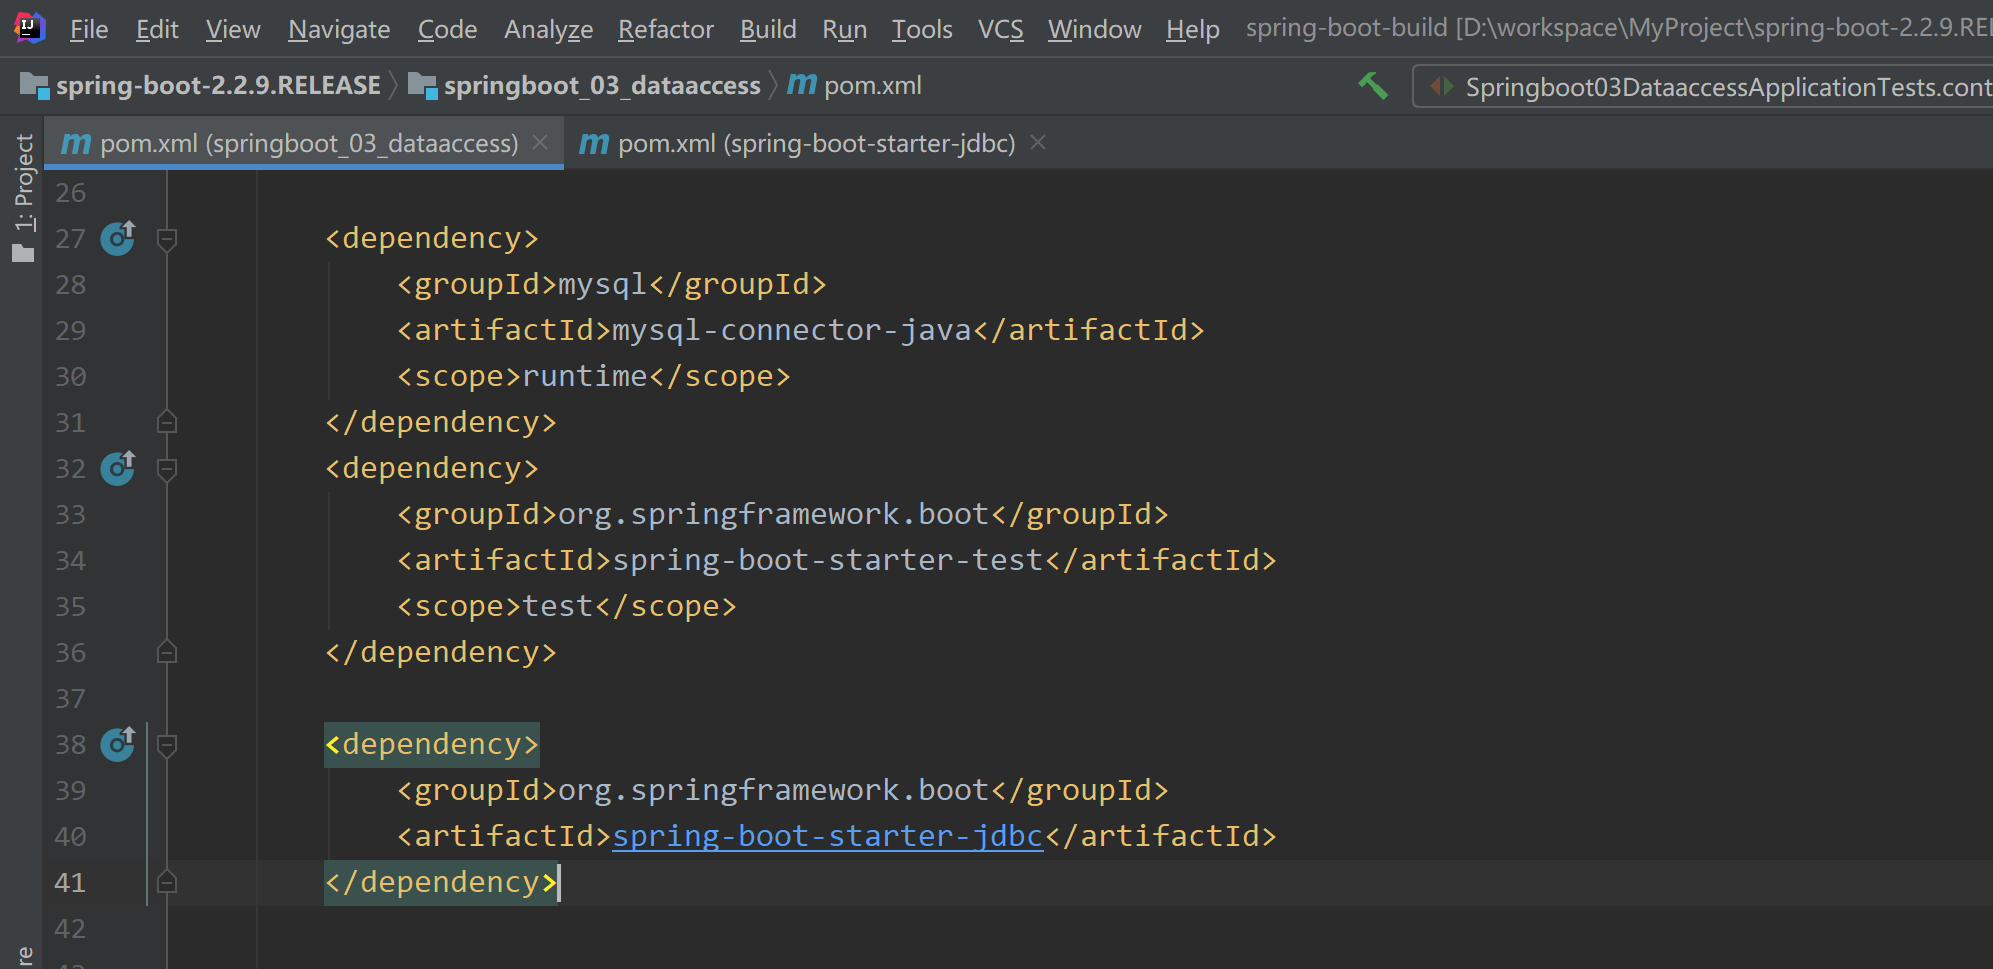 File Edit View Navigate Code Analyze Refactor Build Run Tools VCS Window Help spring-boot-build [D:\workspace\MyProject\spring-boot-2.2.9.REL
spring-boot-2.2.9.RELEASE springboot_03_dataaccess pom.xml Springboot03DataaccessApplicationTests.cont
pom.xml (springboot_03_dataaccess) pom.xml (spring-boot-starter-jdbc)
1: Project
26
27 <dependency>
28 <groupId>mysql</groupId>
29 <artifactId>mysql-connector-java</artifactId>
30 <scope>runtime</scope>
31 </dependency>
32 <dependency>
33 <groupId>org.springframework.boot</groupId>
34 <artifactId>spring-boot-starter-test</artifactId>
35 <scope>test</scope>
36 </dependency>
37
38 <dependency>
39 <groupId>org.springframework.boot</groupId>
40 <artifactId>spring-boot-starter-jdbc</artifactId>
41 </dependency>
42
re